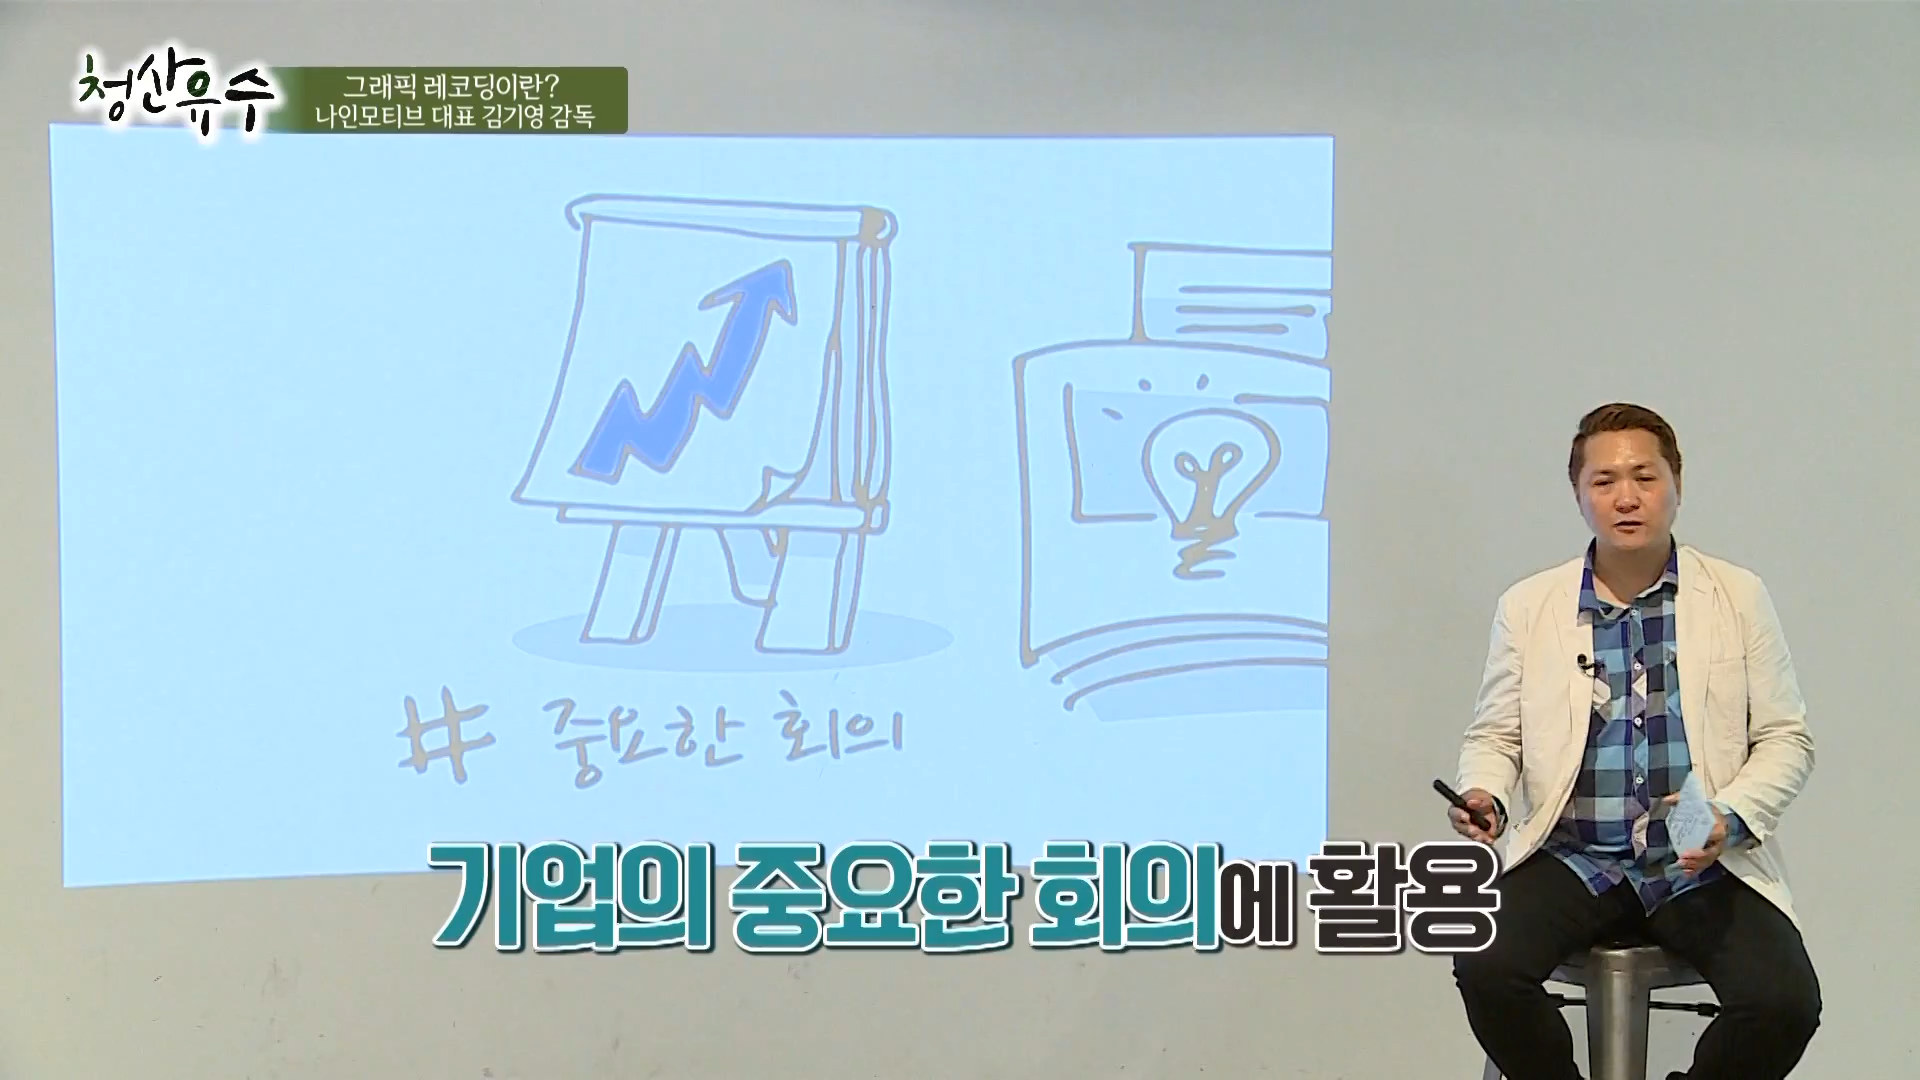 청산유수
그래픽 레코딩이란?
나인모티브 대표 김기영 감독
# 중요한 회의
기업의 중요한 회의에 활용